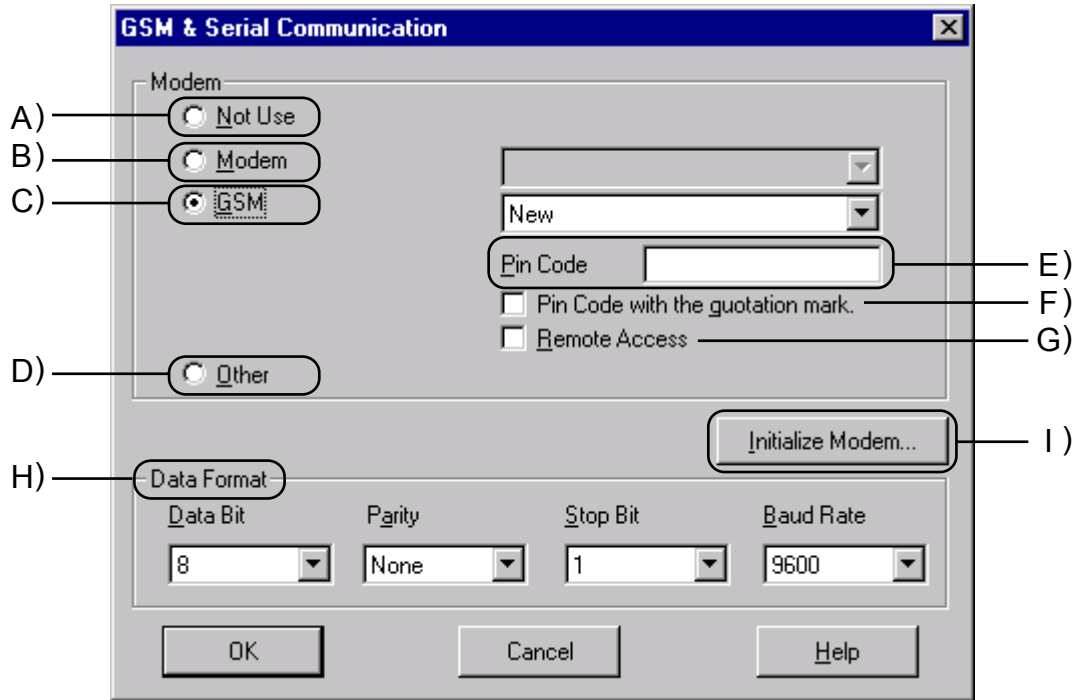 GSM & Serial Communication
Modem
A) Not Use
B) Modem
C) GSM
New
Pin Code E)
Pin Code with the guotation mark. F)
Remote Access G)
D) Other
Initialize Modem... I)
H) Data Format
Data Bit Parity Stop Bit Baud Rate
8 None 1 9600
OK Cancel Help